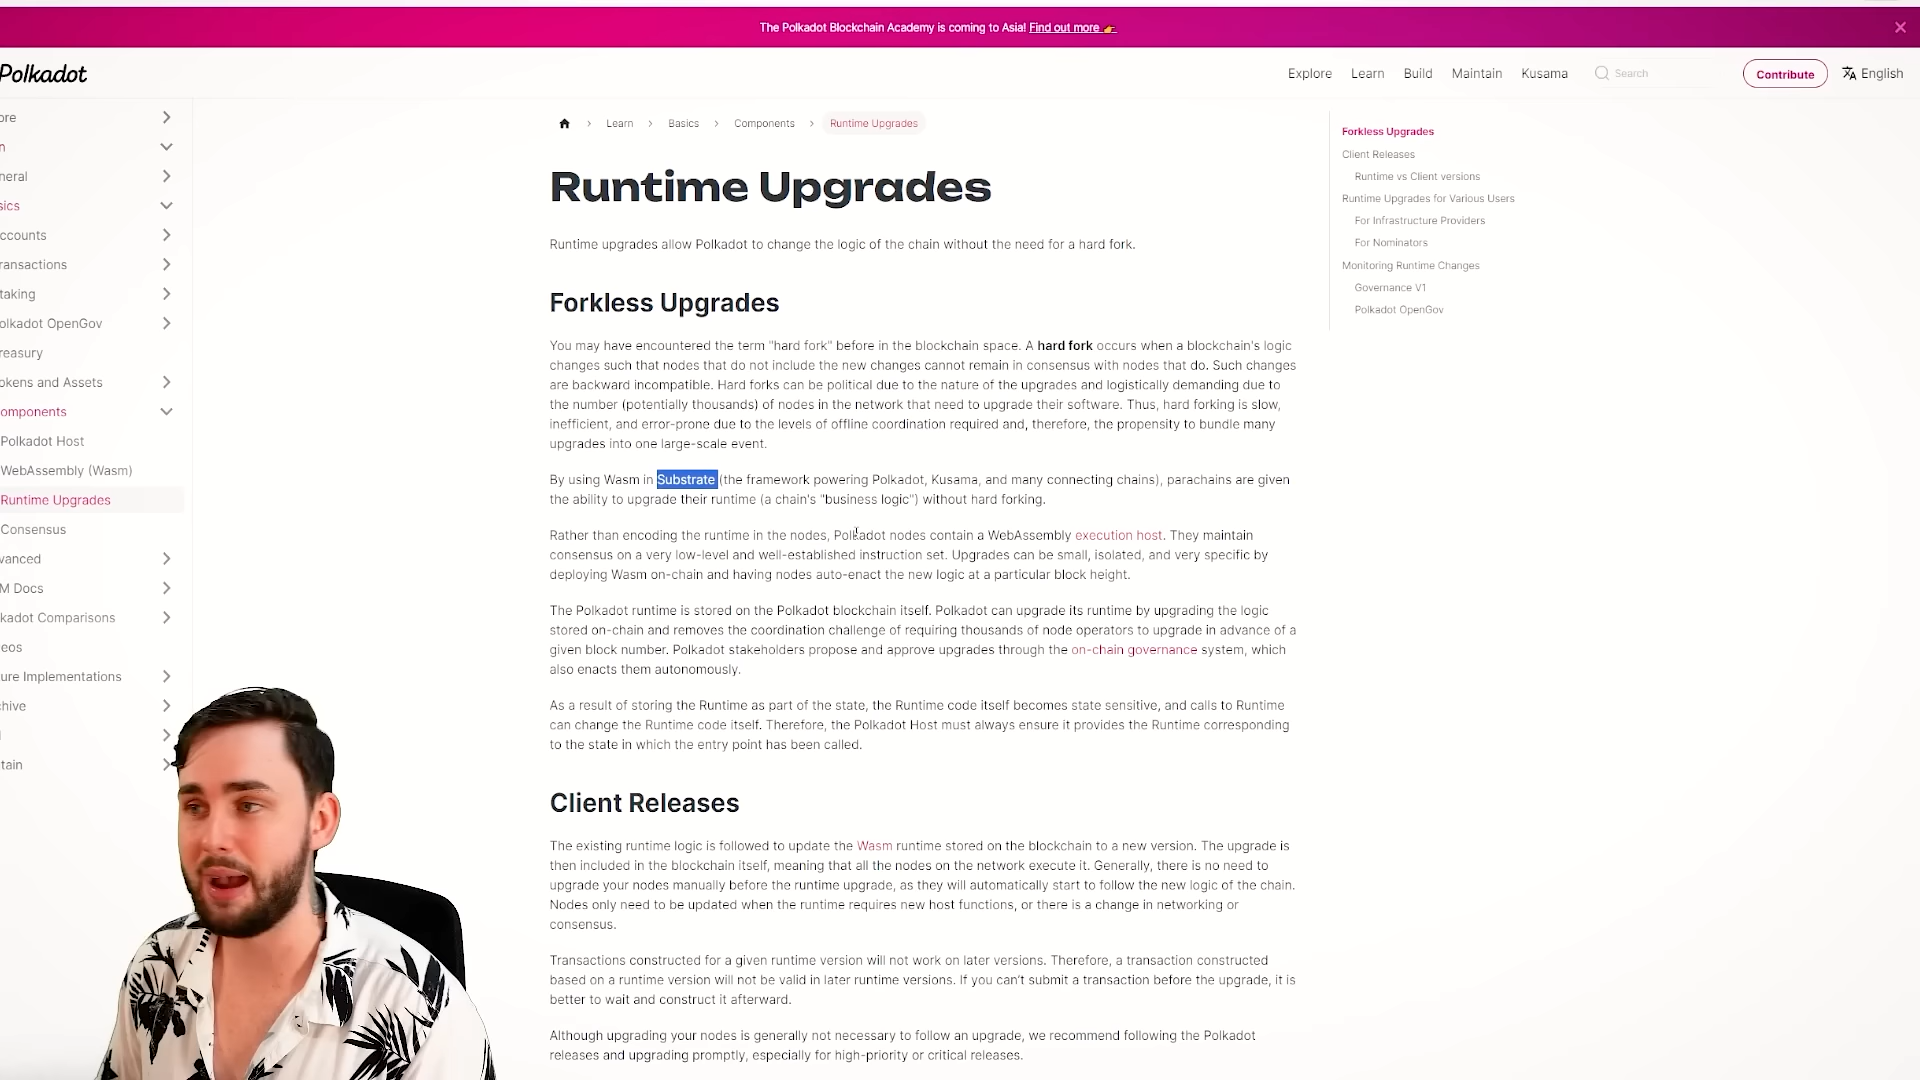 The Polkadot Blockchain Academy is coming to Asia! Find out more 👉
Polkadot
Explore
Learn
Build
Maintain
Kusama
Search
Contribute
English
ore
n
neral
sics
ccounts
ransactions
taking
olkadot OpenGov
reasury
okens and Assets
omponents
Polkadot Host
WebAssembly (Wasm)
Runtime Upgrades
Consensus
vanced
M Docs
kadot Comparisons
eos
ure Implementations
chive
tain
Learn
Basics
Components
Runtime Upgrades
Runtime Upgrades
Runtime upgrades allow Polkadot to change the logic of the chain without the need for a hard fork.
Forkless Upgrades
You may have encountered the term "hard fork" before in the blockchain space. A hard fork occurs when a blockchain's logic
changes such that nodes that do not include the new changes cannot remain in consensus with nodes that do. Such changes
are backward incompatible. Hard forks can be political due to the nature of the upgrades and logistically demanding due to
the number (potentially thousands) of nodes in the network that need to upgrade their software. Thus, hard forking is slow,
inefficient, and error-prone due to the levels of offline coordination required and, therefore, the propensity to bundle many
upgrades into one large-scale event.
By using Wasm in Substrate (the framework powering Polkadot, Kusama, and many connecting chains), parachains are given
the ability to upgrade their runtime (a chain's "business logic") without hard forking.
Rather than encoding the runtime in the nodes, Polkadot nodes contain a WebAssembly execution host. They maintain
consensus on a very low-level and well-established instruction set. Upgrades can be small, isolated, and very specific by
deploying Wasm on-chain and having nodes auto-enact the new logic at a particular block height.
The Polkadot runtime is stored on the Polkadot blockchain itself. Polkadot can upgrade its runtime by upgrading the logic
stored on-chain and removes the coordination challenge of requiring thousands of node operators to upgrade in advance of a
given block number. Polkadot stakeholders propose and approve upgrades through the on-chain governance system, which
also enacts them autonomously.
As a result of storing the Runtime as part of the state, the Runtime code itself becomes state sensitive, and calls to Runtime
can change the Runtime code itself. Therefore, the Polkadot Host must always ensure it provides the Runtime corresponding
to the state in which the entry point has been called.
Client Releases
The existing runtime logic is followed to update the Wasm runtime stored on the blockchain to a new version. The upgrade is
then included in the blockchain itself, meaning that all the nodes on the network execute it. Generally, there is no need to
upgrade your nodes manually before the runtime upgrade, as they will automatically start to follow the new logic of the chain.
Nodes only need to be updated when the runtime requires new host functions, or there is a change in networking or
consensus.
Transactions constructed for a given runtime version will not work on later versions. Therefore, a transaction constructed
based on a runtime version will not be valid in later runtime versions. If you can't submit a transaction before the upgrade, it is
better to wait and construct it afterward.
Although upgrading your nodes is generally not necessary to follow an upgrade, we recommend following the Polkadot
releases and upgrading promptly, especially for high-priority or critical releases.
Forkless Upgrades
Client Releases
Runtime vs Client versions
Runtime Upgrades for Various Users
For Infrastructure Providers
For Nominators
Monitoring Runtime Changes
Governance V1
Polkadot OpenGov